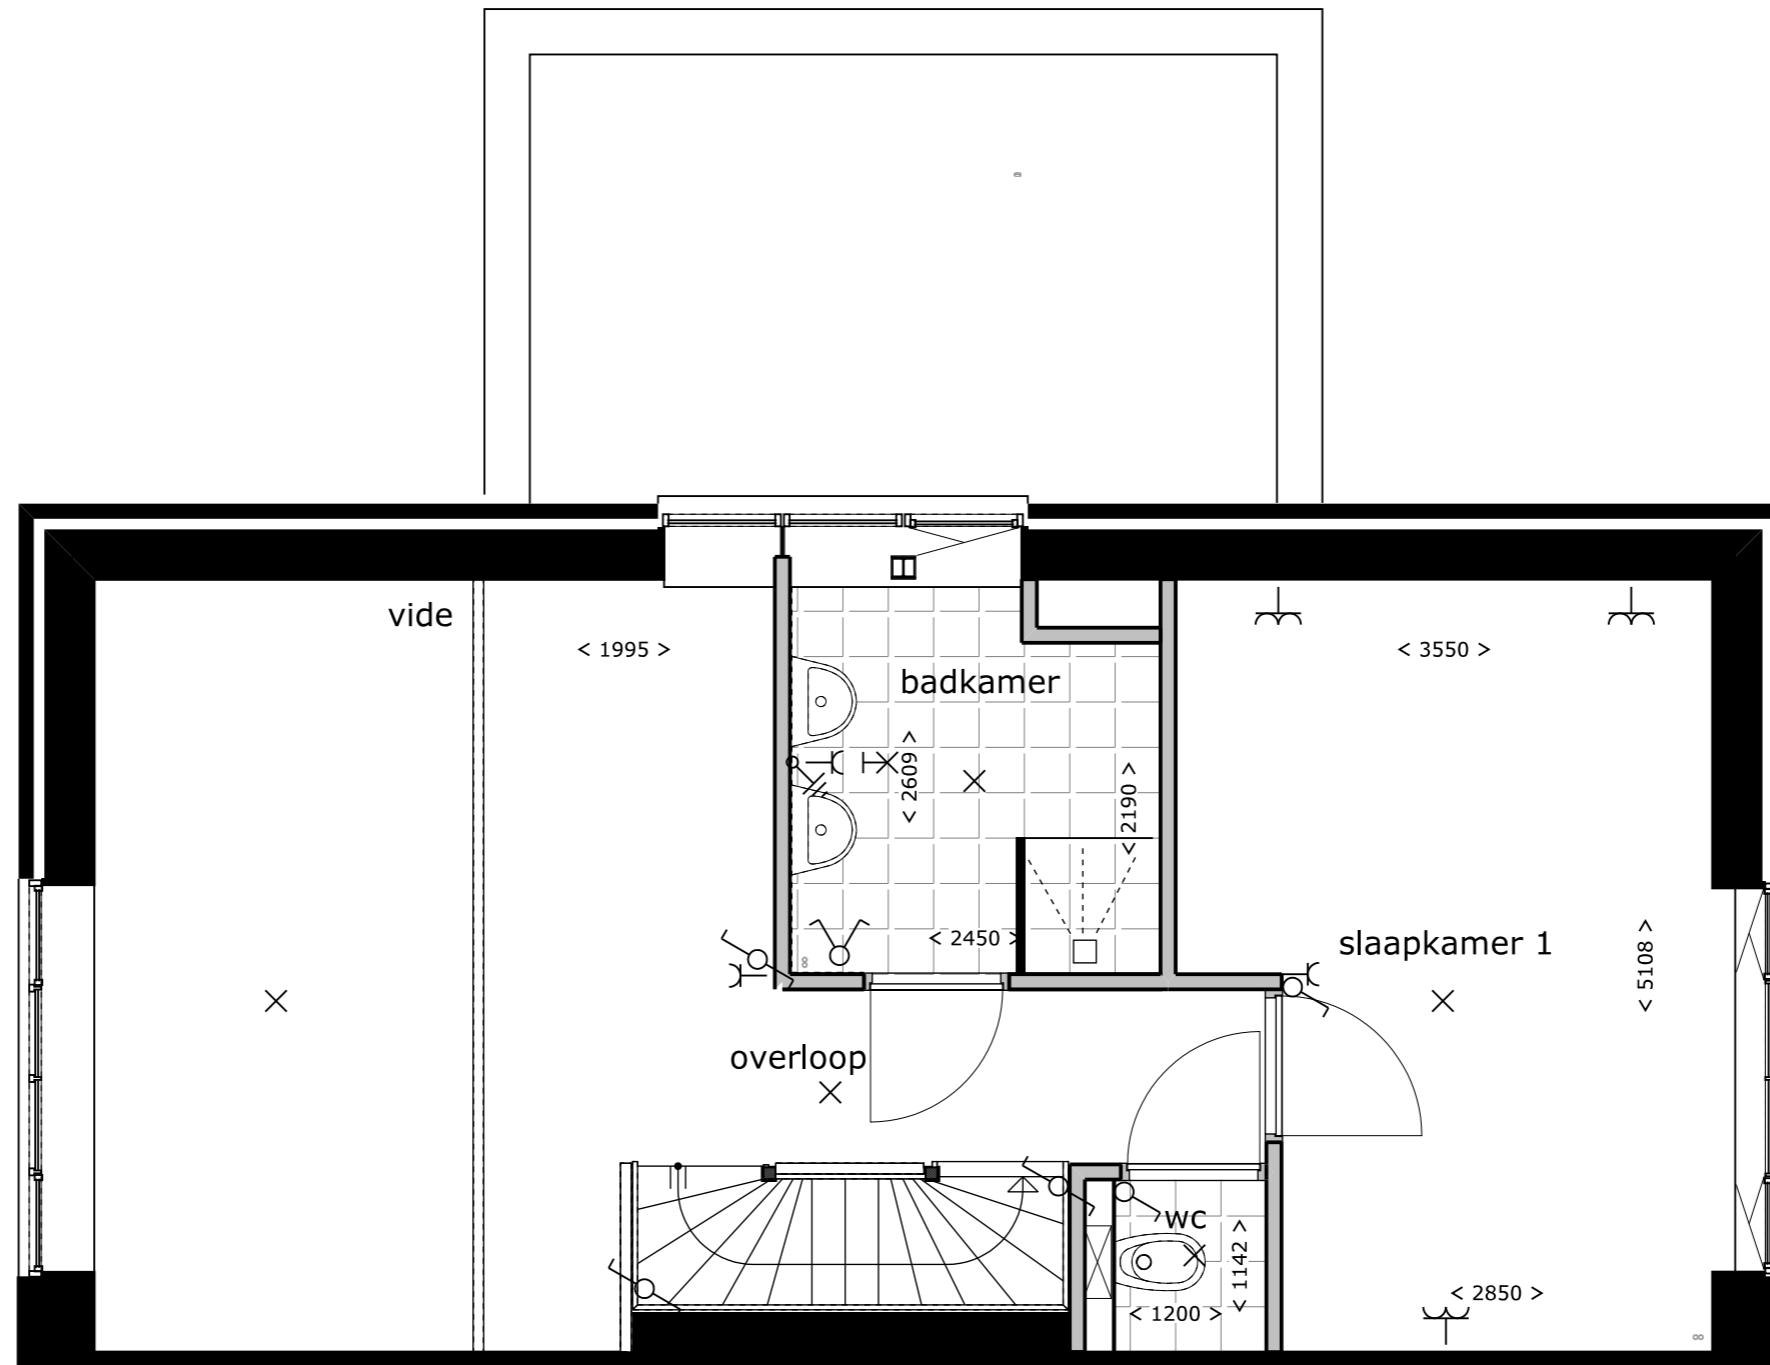 vide
< 1995 >
< 3550 >
badkamer
< 2609 >
< 2190 >
< 2450 >
slaapkamer 1
< 5108 >
overloop
wc
< 1142 >
< 1200 >
< 2850 >